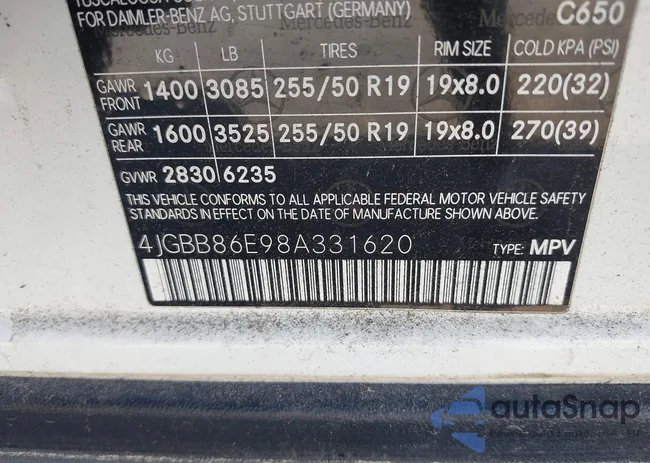 FOR DAIMLER-BENZ AG, STUTTGART (GERMANY) C650
KG LB TIRES RIM SIZE COLD KPA (PSI)
GAWR FRONT 1400 3085 255/50 R19 19x8.0 220(32)
GAWR REAR 1600 3525 255/50 R19 19x8.0 270(39)
GVWR 2830 6235
THIS VEHICLE CONFORMS TO ALL APPLICABLE FEDERAL MOTOR VEHICLE SAFETY
STANDARDS IN EFFECT ON THE DATE OF MANUFACTURE SHOWN ABOVE.
4JGBB86E98A331620 TYPE: MPV
autoSnap